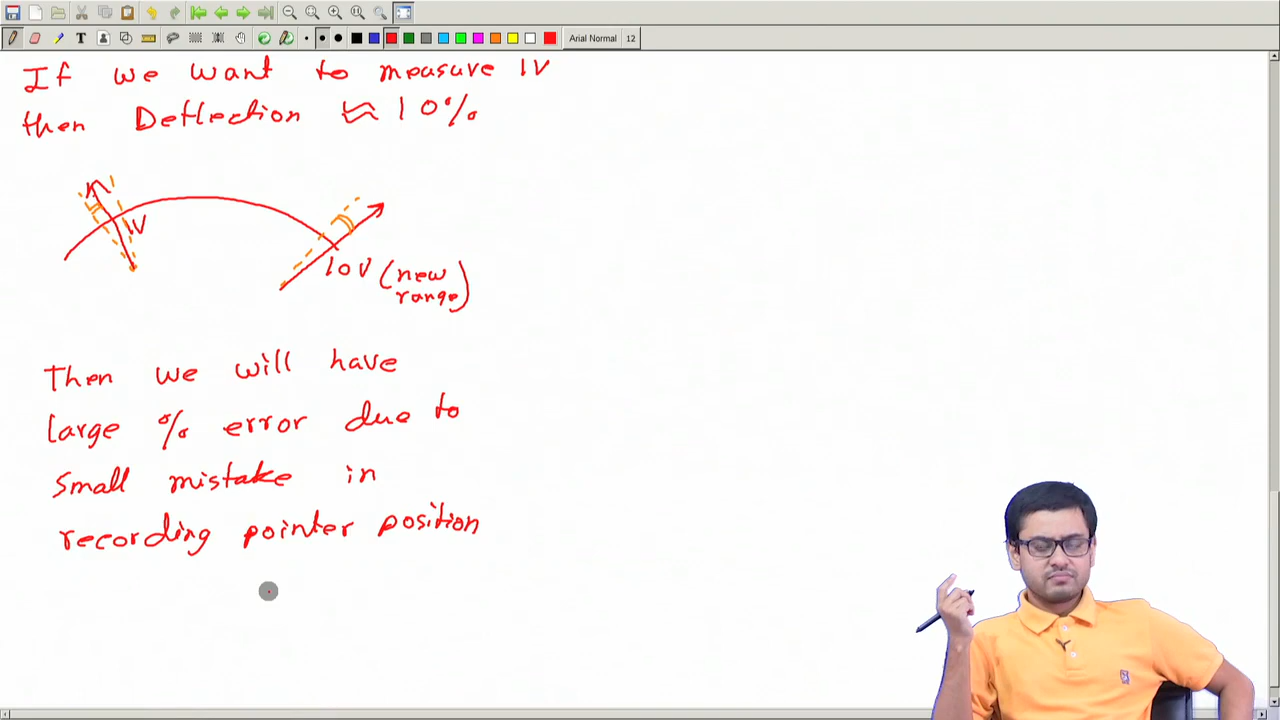 Arial Normal 12
If we want to measure 1V
then Deflection ≈ 10%
1V
10V (new
range)
Then we will have
large % error due to
small mistake in
recording pointer position